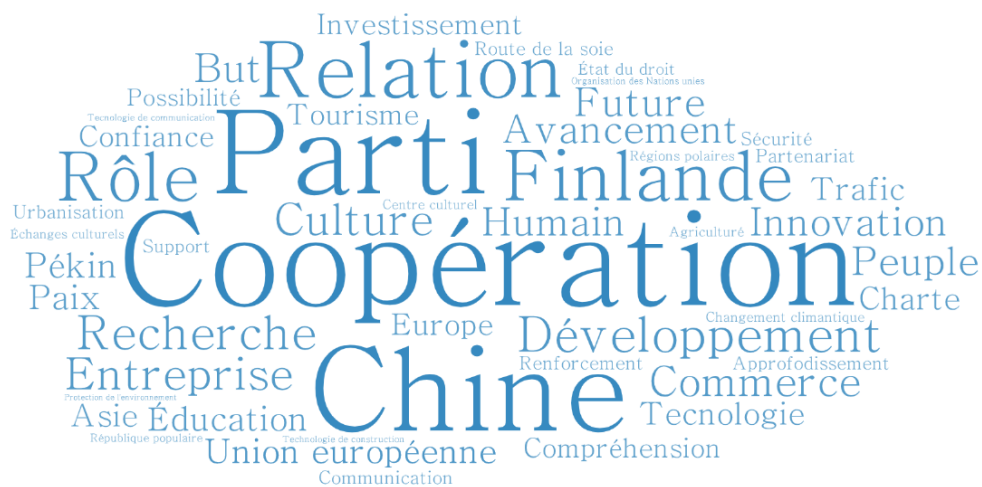 Investissement
Relation
Route de la soie
But
État du droit
Organisation des Nations unies
Possibilité
Future
Tourisme
Tecnologie de communication
Parti
Avancement
Confiance
Sécurité
Rôle
Finlande
Régions polaires
Partenariat
Trafic
Centre culturel
Urbanisation
Culture
Humain
Innovation
Échanges culturels
Support
Agriculturé
Coopération
Pékin
Peuple
Paix
Charte
Changement climantique
Recherche
Europe
Développement
Renforcement
Approfodissement
Entreprise
Chine
Commerce
Protection de l'environnement
Asie
Éducation
Tecnologie
République populaire
Technologie de construction
Union européenne
Compréhension
Communication